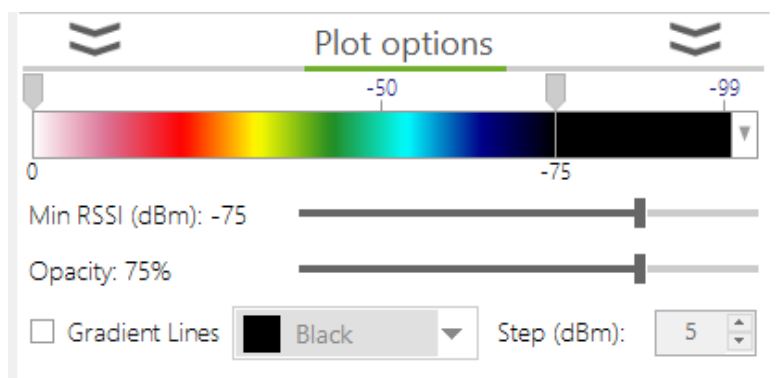 Plot options
-50 -99
0 -75
Min RSSI (dBm): -75
Opacity: 75%
Gradient Lines Black Step (dBm): 5